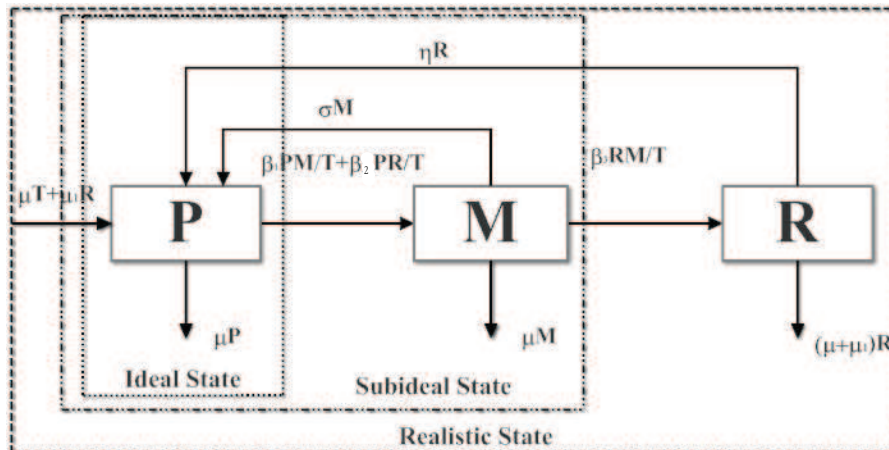 ηR
σM
β₁PM/T+β₂ PR/T
β₃RM/T
μT+μ₁R
P
M
R
μP
μM
(μ+μ₁)R
Ideal State
Subideal State
Realistic State